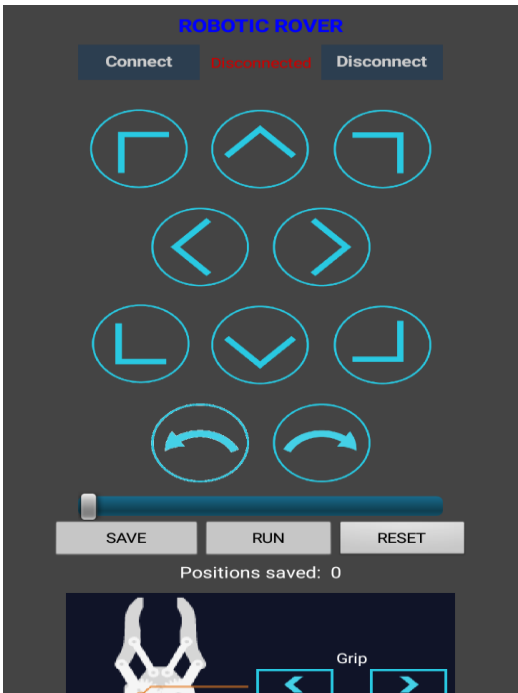 ROBOTIC ROVER
Connect Disconnected Disconnect
SAVE RUN RESET
Positions saved: 0
Grip